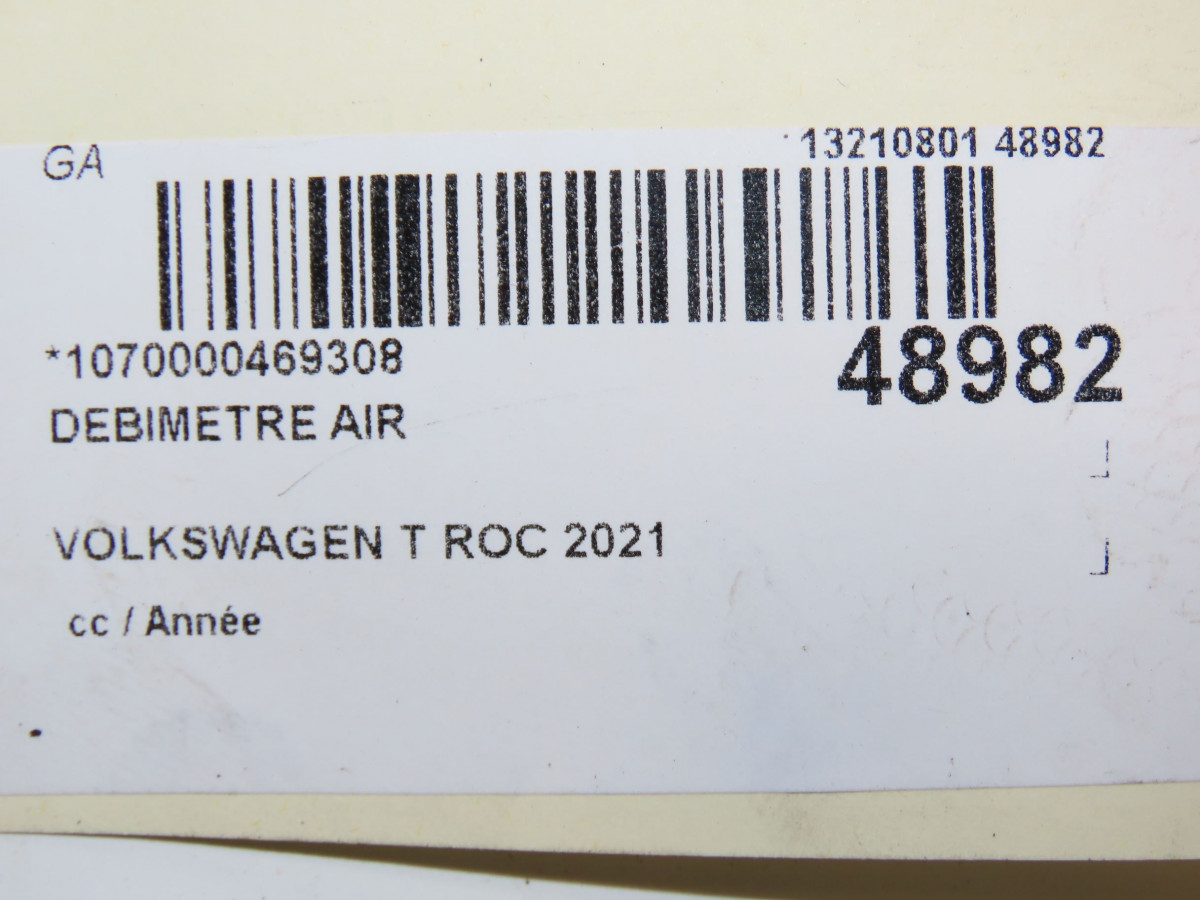 GA
13210801 48982
*1070000469308
48982
DEBIMETRE AIR
VOLKSWAGEN T ROC 2021
cc / Année